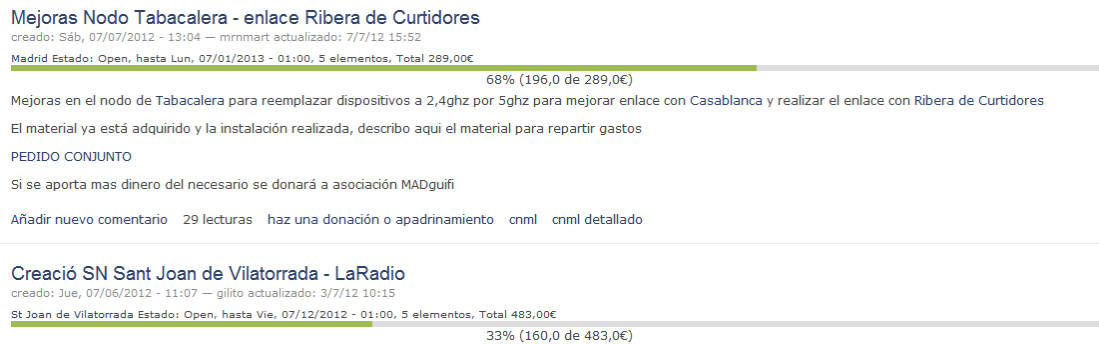 Mejoras Nodo Tabacalera - enlace Ribera de Curtidores
creado: Sáb, 07/07/2012 - 13:04 — mrnmart actualizado: 7/7/12 15:52
Madrid Estado: Open, hasta Lun, 07/01/2013 - 01:00, 5 elementos, Total 289,00€
68% (196,0 de 289,0€)
Mejoras en el nodo de Tabacalera para reemplazar dispositivos a 2,4ghz por 5ghz para mejorar enlace con Casablanca y realizar el enlace con Ribera de Curtidores
El material ya está adquirido y la instalación realizada, describo aqui el material para repartir gastos
PEDIDO CONJUNTO
Si se aporta mas dinero del necesario se donará a asociación MADguifi
Añadir nuevo comentario 29 lecturas haz una donación o apadrinamiento cnml cnml detallado
Creació SN Sant Joan de Vilatorrada - LaRadio
creado: Jue, 07/06/2012 - 11:07 — gilito actualizado: 3/7/12 10:15
St Joan de Vilatorrada Estado: Open, hasta Vie, 07/12/2012 - 01:00, 5 elementos, Total 483,00€
33% (160,0 de 483,0€)